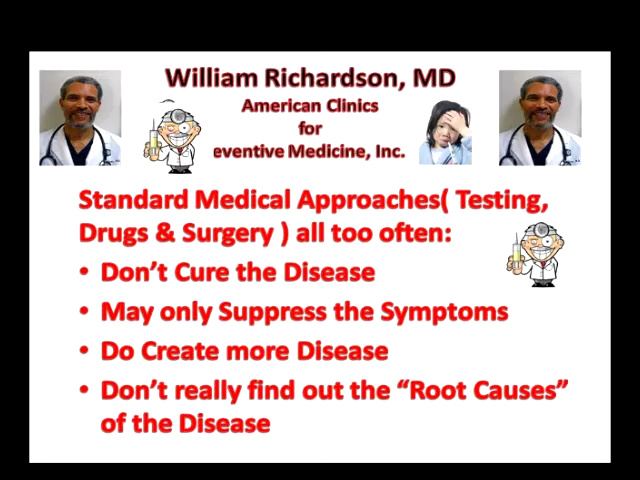 William Richardson, MD
American Clinics
for
eventive Medicine, Inc.
Standard Medical Approaches( Testing,
Drugs & Surgery ) all too often:
• Don't Cure the Disease
• May only Suppress the Symptoms
• Do Create more Disease
• Don't really find out the “Root Causes”
of the Disease